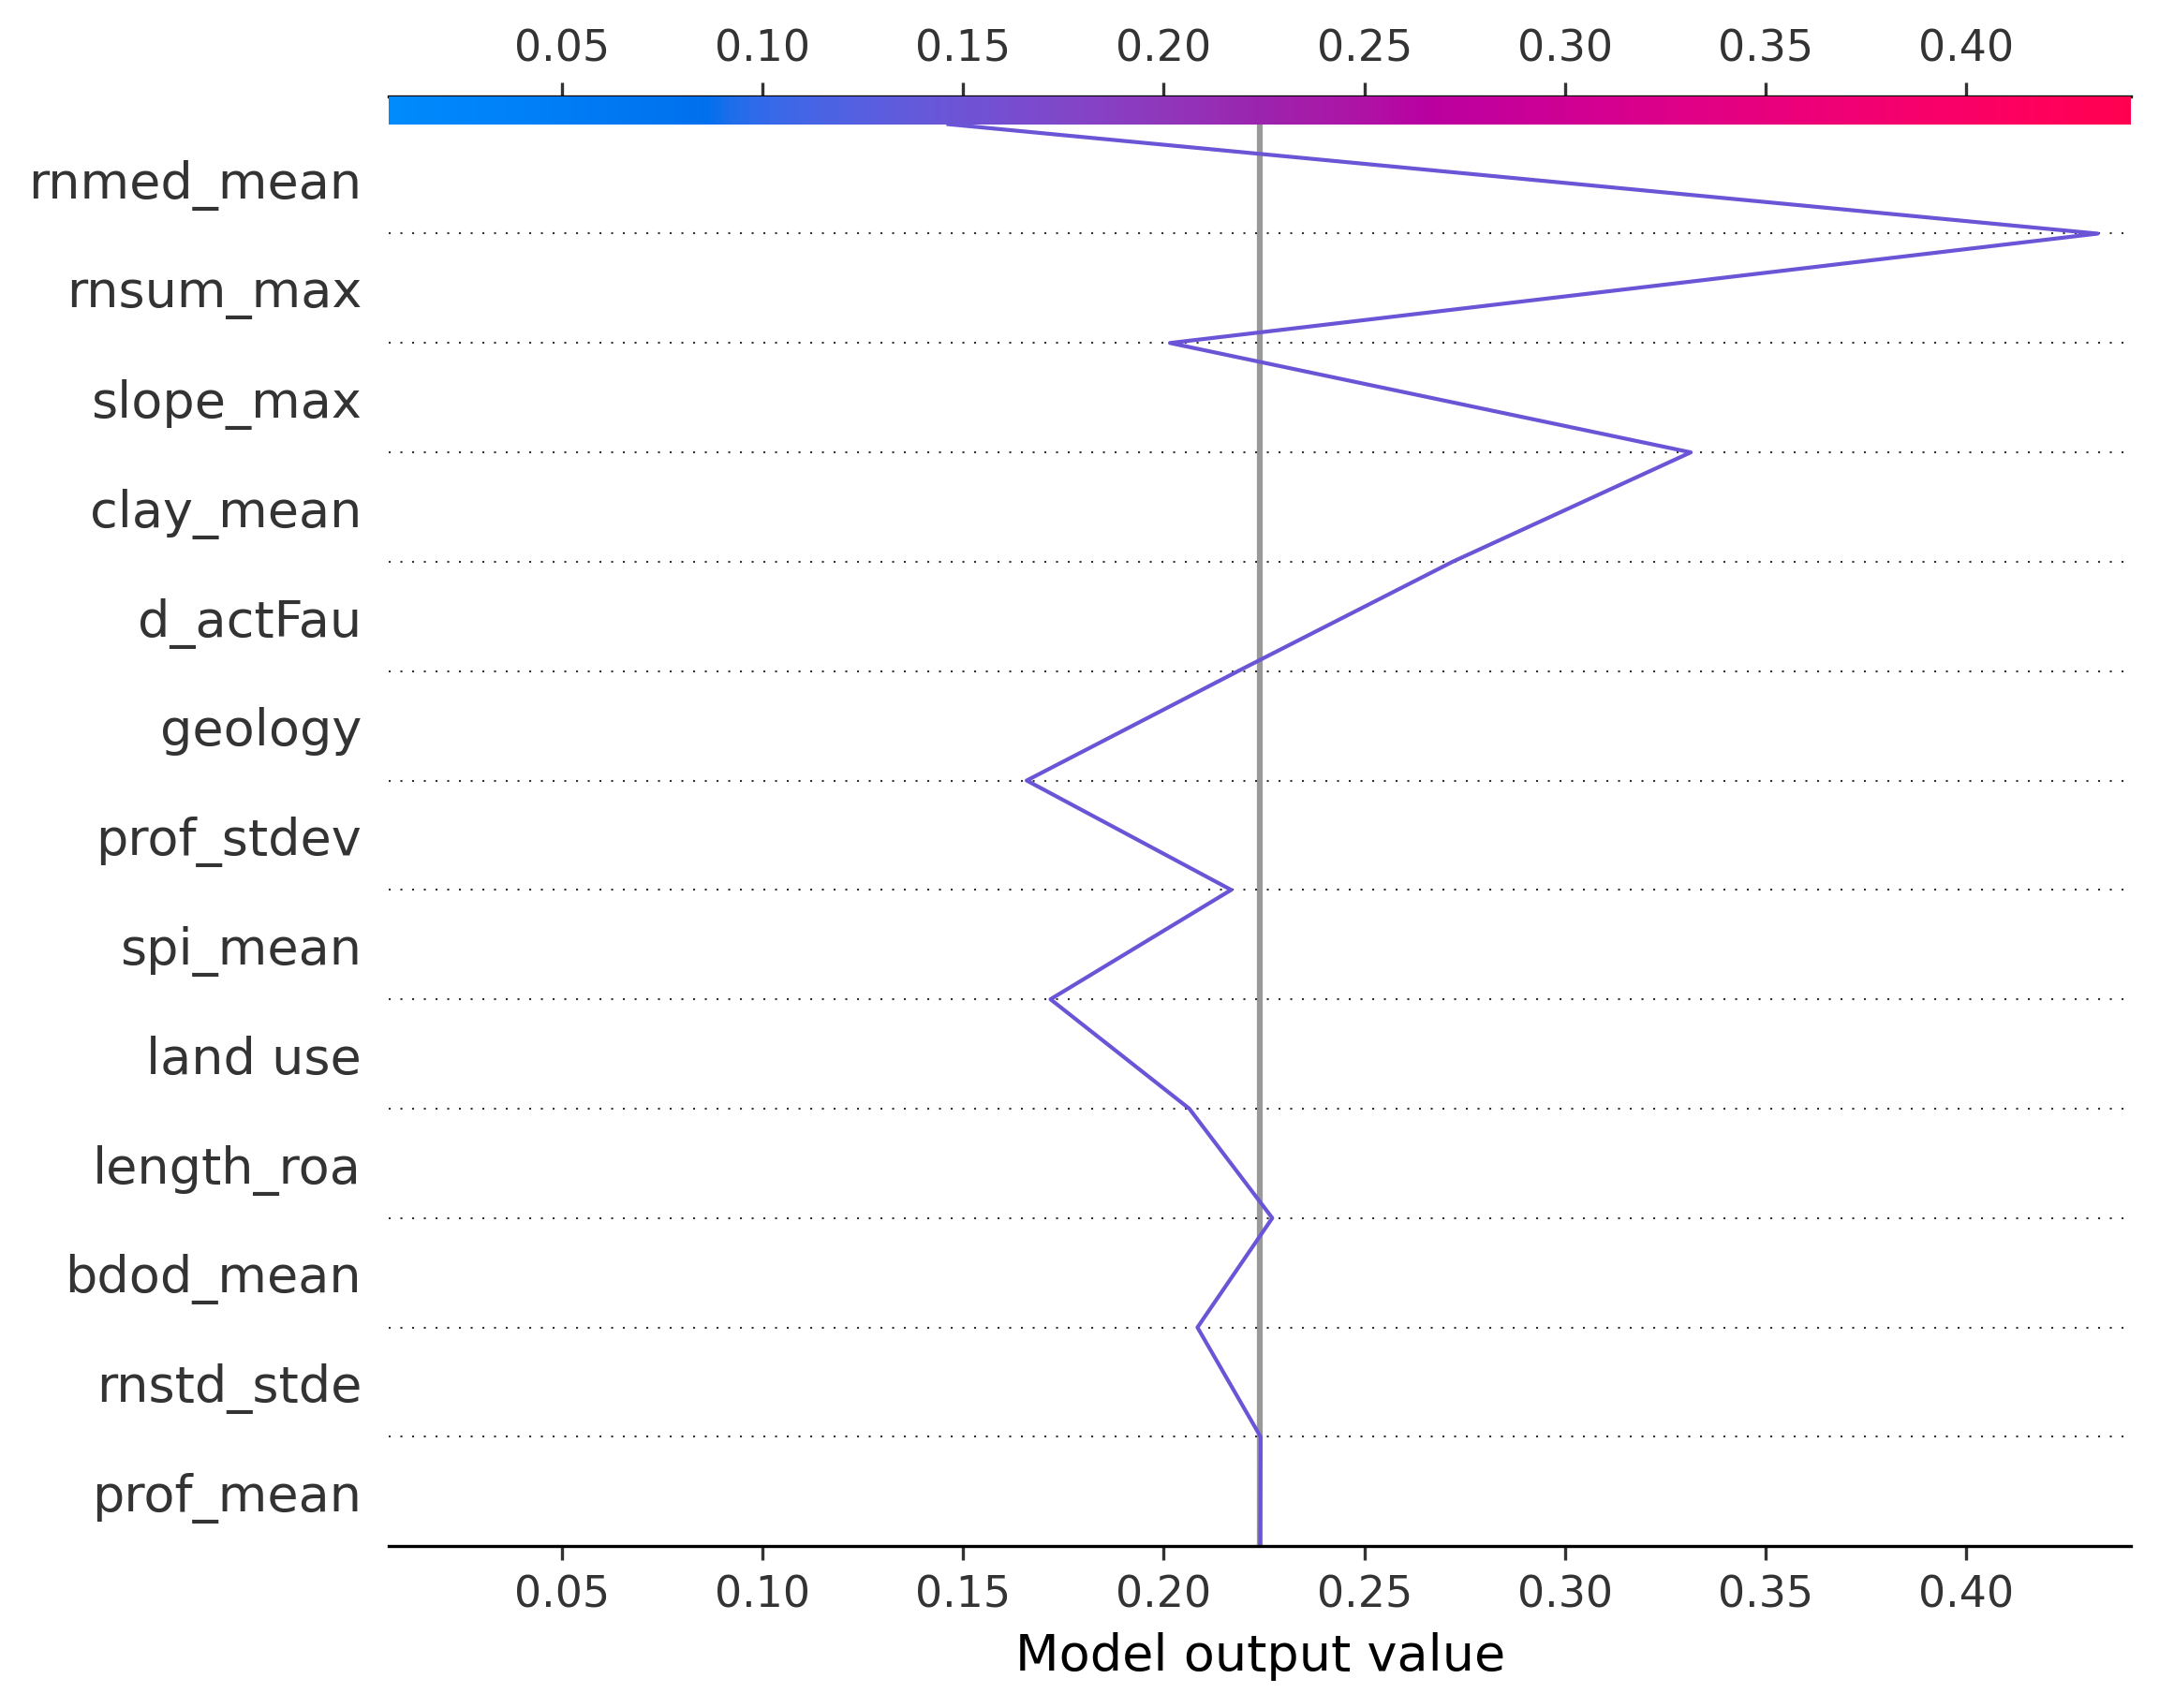 0.05 0.10 0.15 0.20 0.25 0.30 0.35 0.40
rnmed_mean
rnsum_max
slope_max
clay_mean
d_actFau
geology
prof_stdev
spi_mean
land use
length_roa
bdod_mean
rnstd_stde
prof_mean
0.05 0.10 0.15 0.20 0.25 0.30 0.35 0.40
Model output value